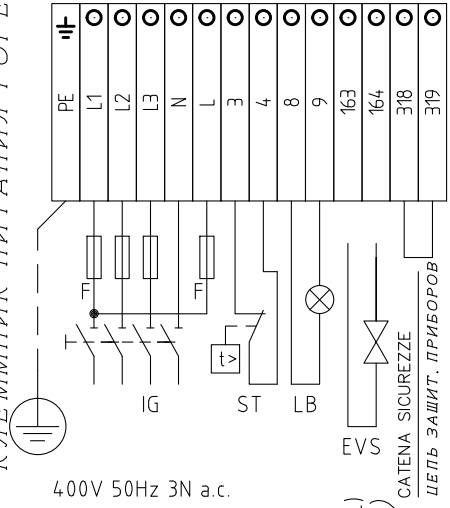 PE
L1
L2
L3
N
L
3
4
8
9
163
164
318
319
F
F
t>
IG
ST
LB
EVS
CATENA SICUREZZE
ЦЕПЬ ЗАЩИТ. ПРИБОРОВ
400V 50Hz 3N a.c.